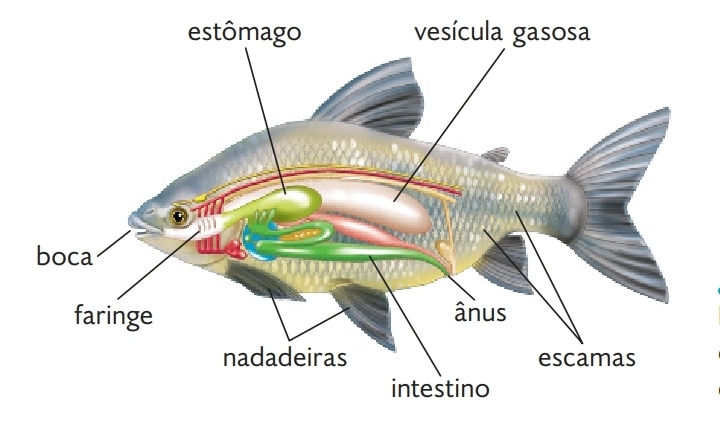 estômago
vesícula gasosa
boca
faringe
ânus
nadadeiras
escamas
intestino